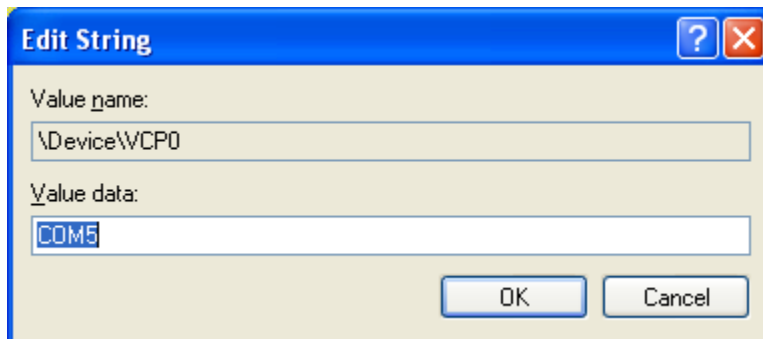 Edit String
Value name:
\Device\VCP0
Value data:
COM5
OK Cancel